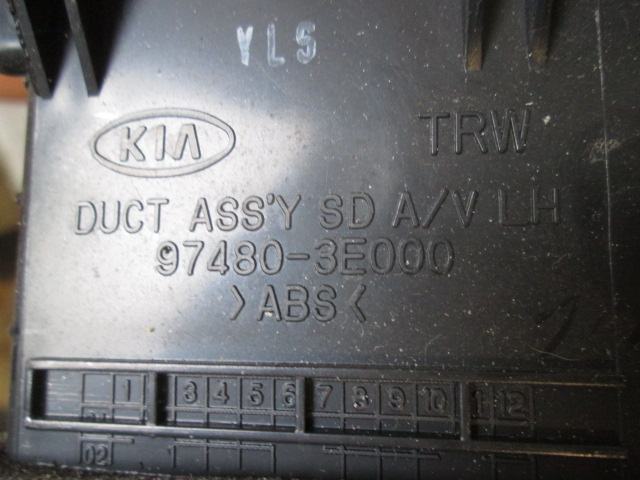 YLS
KIA TRW
DUCT ASS'Y SD A/V LH
97480-3E000
>ABS<
1 3 4 5 6 7 8 9 10 1 12
02